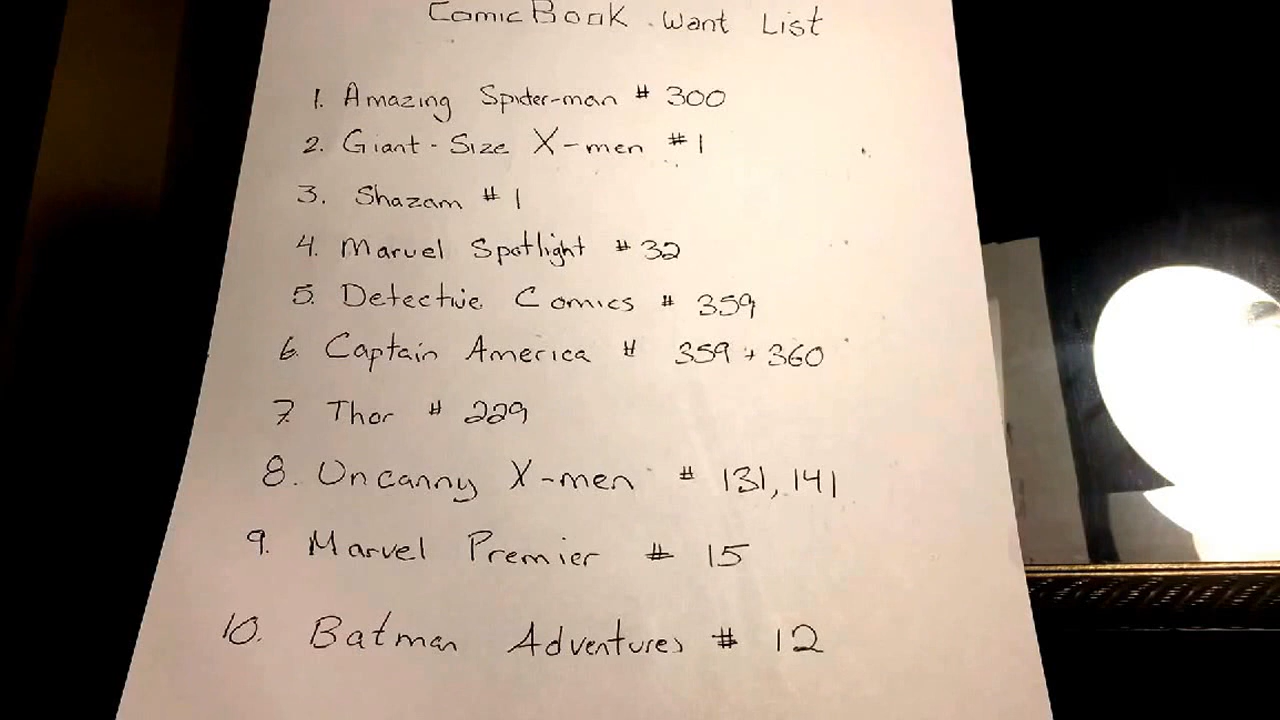 Comic Book Want List
1. Amazing Spider-man # 300
2. Giant-Size X-men # 1
3. Shazam # 1
4. Marvel Spotlight # 32
5. Detective Comics # 359
6. Captain America # 359 + 360
7. Thor # 229
8. Uncanny X-men # 131, 141
9. Marvel Premier # 15
10. Batman Adventures # 12